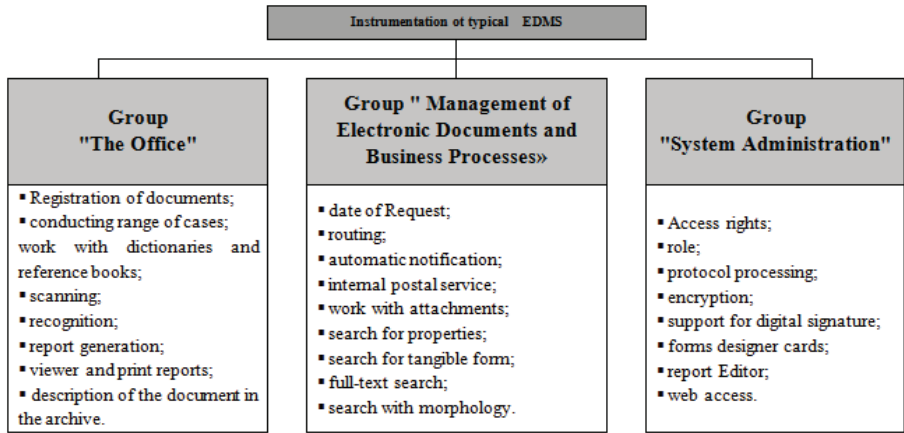 Instrumentation of typical EDMS
Group
"The Office"
▪ Registration of documents;
▪ conducting range of cases;
work with dictionaries and
reference books;
▪ scanning;
▪ recognition;
▪ report generation;
▪ viewer and print reports;
▪ description of the document in
the archive.
Group " Management of
Electronic Documents and
Business Processes»
▪ date of Request;
▪ routing;
▪ automatic notification;
▪ internal postal service;
▪ work with attachments;
▪ search for properties;
▪ search for tangible form;
▪ full-text search;
▪ search with morphology.
Group
"System Administration"
▪ Access rights;
▪ role;
▪ protocol processing;
▪ encryption;
▪ support for digital signature;
▪ forms designer cards;
▪ report Editor;
▪ web access.